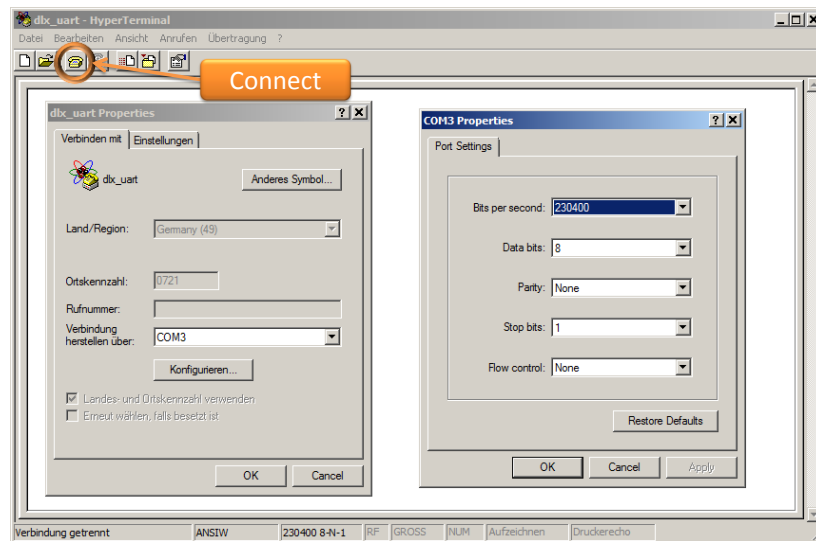 dlx_uart - HyperTerminal
Datei Bearbeiten Ansicht Anrufen Übertragung ?
Connect
dlx_uart Properties
Verbinden mit Einstellungen
dlx_uart
Anderes Symbol...
Land/Region: Germany (49)
Ortskennzahl: 0721
Rufnummer:
Verbindung
herstellen über: COM3
Konfigurieren...
Landes- und Ortskennzahl verwenden
Erneut wählen, falls besetzt ist
OK Cancel
COM3 Properties
Port Settings
Bits per second: 230400
Data bits: 8
Parity: None
Stop bits: 1
Flow control: None
Restore Defaults
OK Cancel Apply
Verbindung getrennt ANSIW 230400 8-N-1 RF GROSS NUM Aufzeichnen Druckerecho